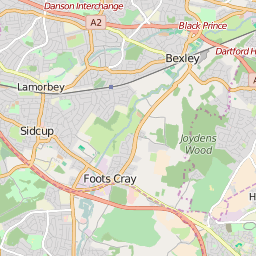 Danson Interchange
A2
Black Prince
Bexley
Dartford H
Lamorbey
Sidcup
Joydens
Wood
Foots Cray
H